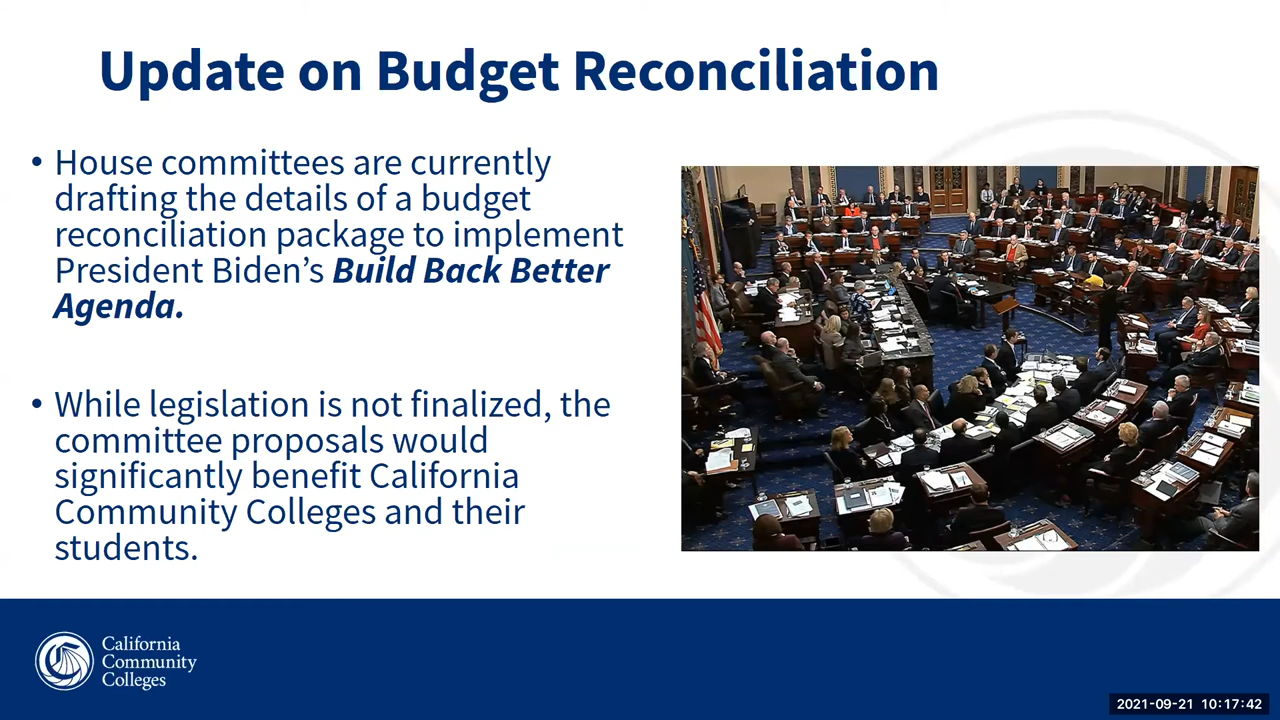 Update on Budget Reconciliation
• House committees are currently
drafting the details of a budget
reconciliation package to implement
President Biden’s Build Back Better
Agenda.
• While legislation is not finalized, the
committee proposals would
significantly benefit California
Community Colleges and their
students.
California
Community
Colleges
2021-09-21 10:17:42